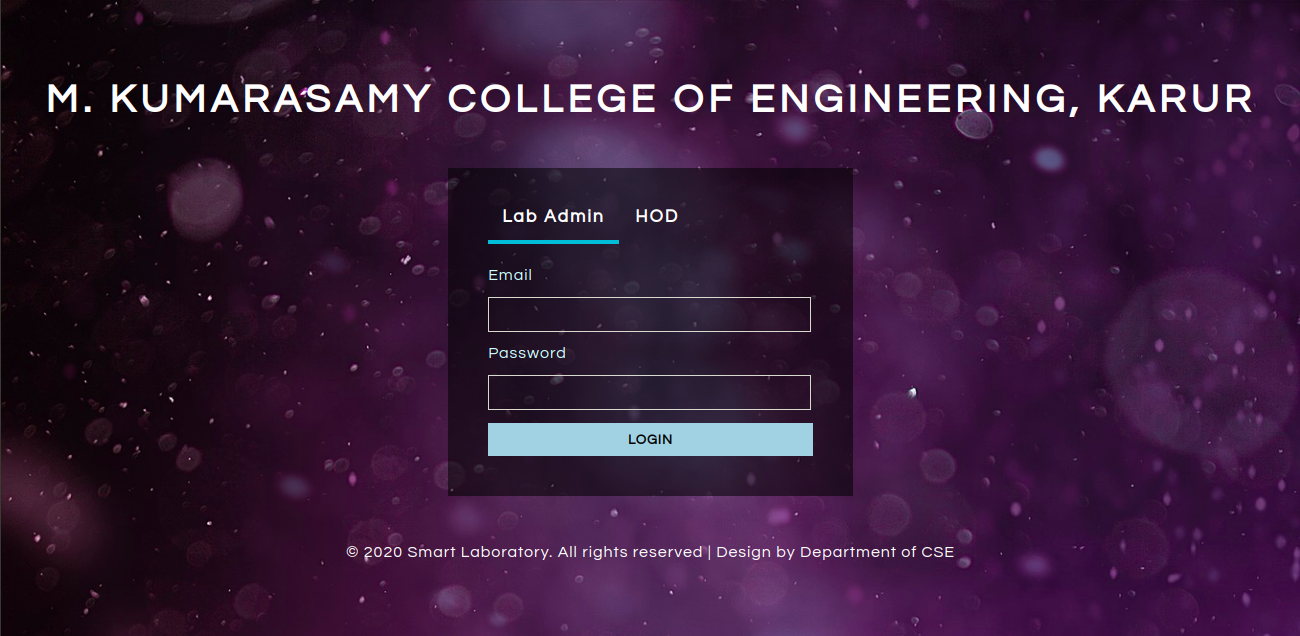 M. KUMARASAMY COLLEGE OF ENGINEERING, KARUR
Lab Admin HOD
Email
Password
LOGIN
© 2020 Smart Laboratory. All rights reserved | Design by Department of CSE